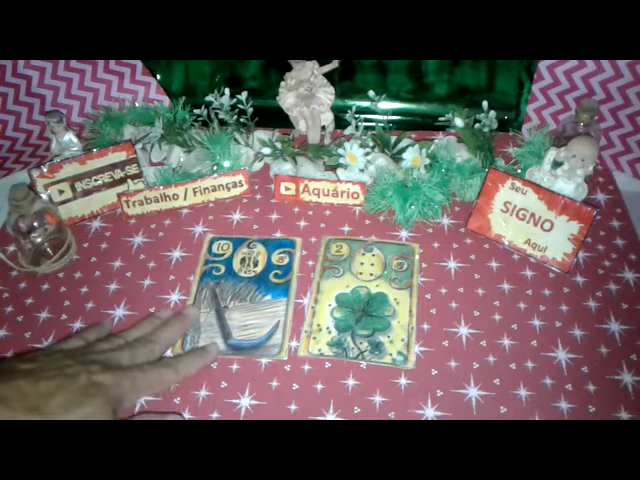 INSCREVA-SE
Trabalho / Finanças
Aquário
Seu
SIGNO
Aqui
10
2